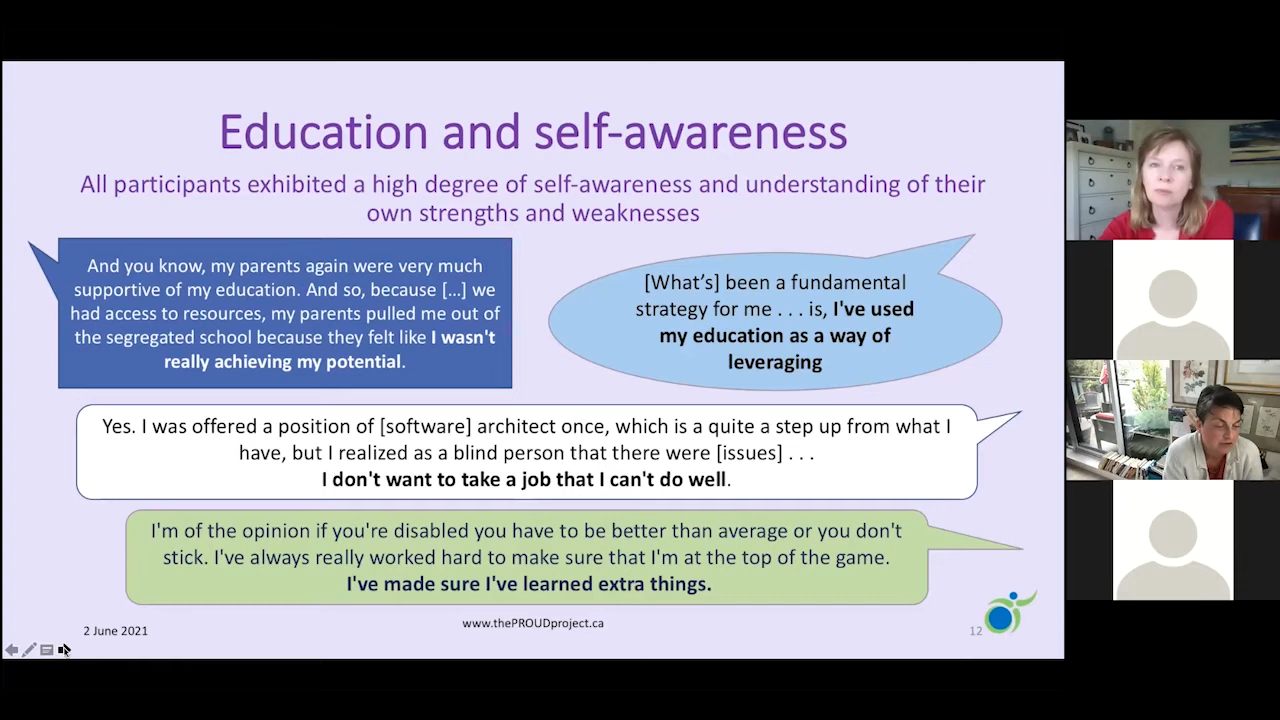 Education and self-awareness
All participants exhibited a high degree of self-awareness and understanding of their
own strengths and weaknesses
And you know, my parents again were very much
supportive of my education. And so, because […] we
had access to resources, my parents pulled me out of
the segregated school because they felt like I wasn't
really achieving my potential.
[What’s] been a fundamental
strategy for me . . . is, I've used
my education as a way of
leveraging
Yes. I was offered a position of [software] architect once, which is a quite a step up from what I
have, but I realized as a blind person that there were [issues] . . .
I don't want to take a job that I can't do well.
I'm of the opinion if you're disabled you have to be better than average or you don't
stick. I've always really worked hard to make sure that I'm at the top of the game.
I've made sure I've learned extra things.
2 June 2021
www.thePROUDproject.ca
12